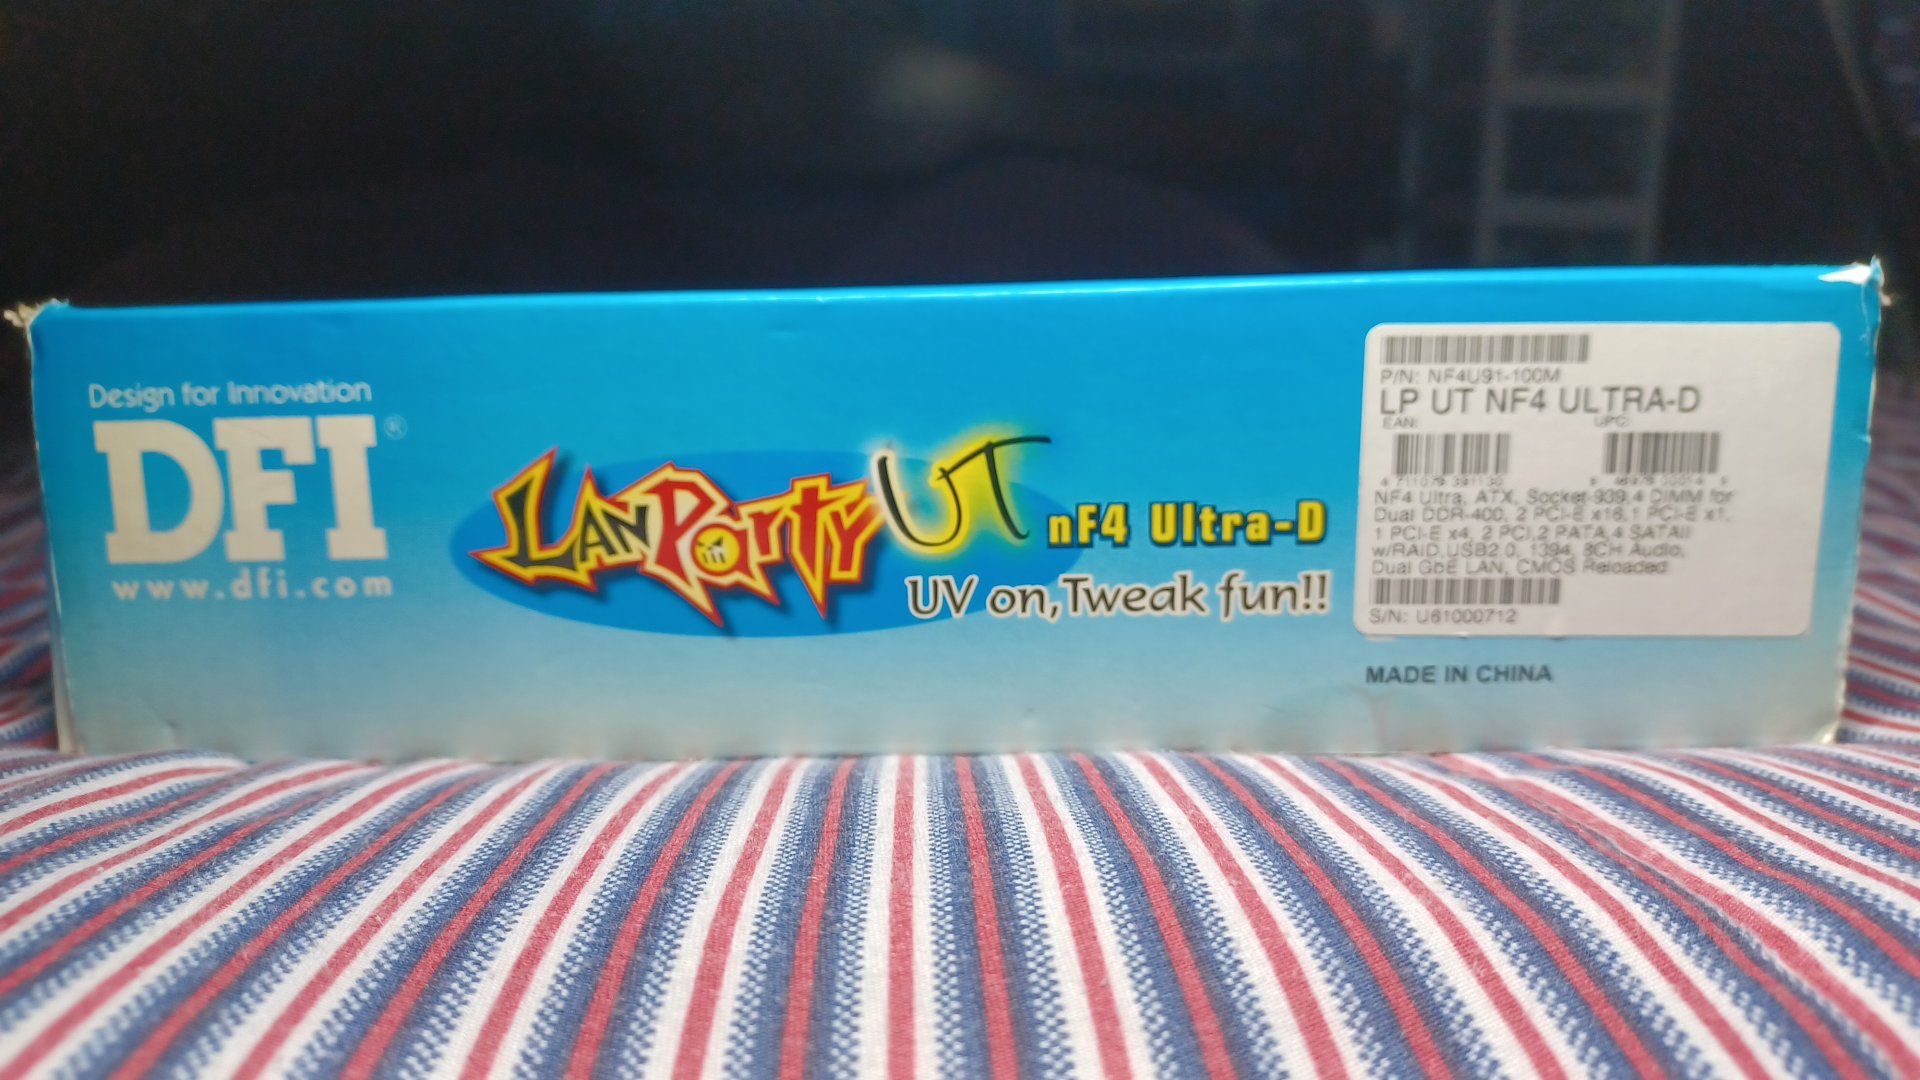 Design for Innovation
DFI®
www.dfi.com
LANPARTY UT nF4 Ultra-D
UV on,Tweak fun!!
P/N: NF4U91-100M
LP UT NF4 ULTRA-D
EAN: UPC:
4 711079 391130
NF4 Ultra, ATX, Socket-939,4 DIMM for
Dual DDR-400, 2 PCI-E x16,1 PCI-E x1,
1 PCI-E x4, 2 PCI,2 PATA,4 SATAII
w/RAID,USB2.0, 1394, 8CH Audio,
Dual GbE LAN, CMOS Reloaded
S/N: U61000712
MADE IN CHINA